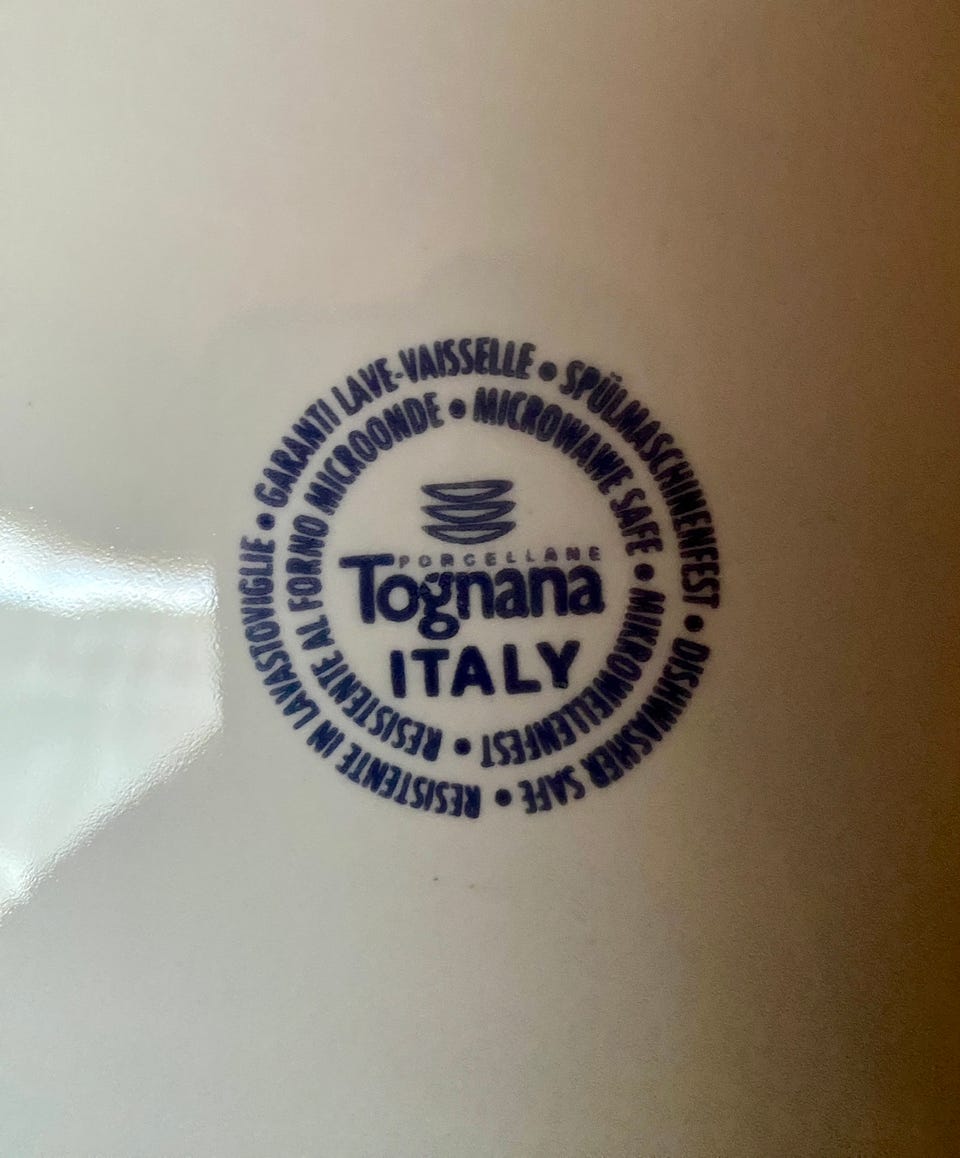 RESISTENTE IN LAVASTOVIGLIE • GARANTI LAVE-VAISSELLE • SPÜLMASCHINENFEST • DISHWASHER SAFE •
RESISTENTE AL FORNO MICROONDE • MICROWAWE SAFE • MIKROWELLENFEST •
PORCELLANE
Tognana
ITALY